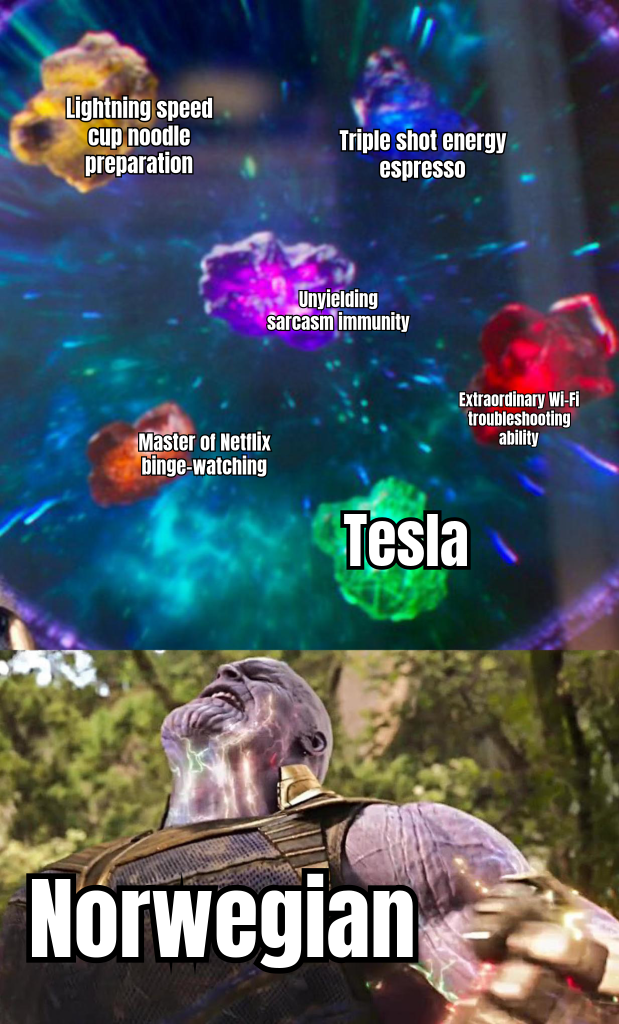 Lightning speed
cup noodle
preparation
Triple shot energy
espresso
Unyielding
sarcasm immunity
Extraordinary Wi-Fi
troubleshooting
ability
Master of Netflix
binge-watching
Tesla
Norwegian